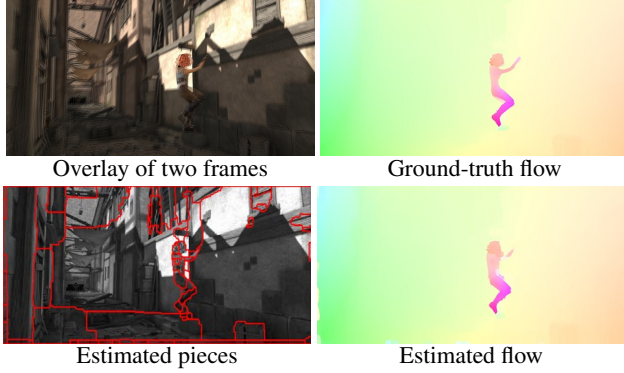 Overlay of two frames
Ground-truth flow
Estimated pieces
Estimated flow